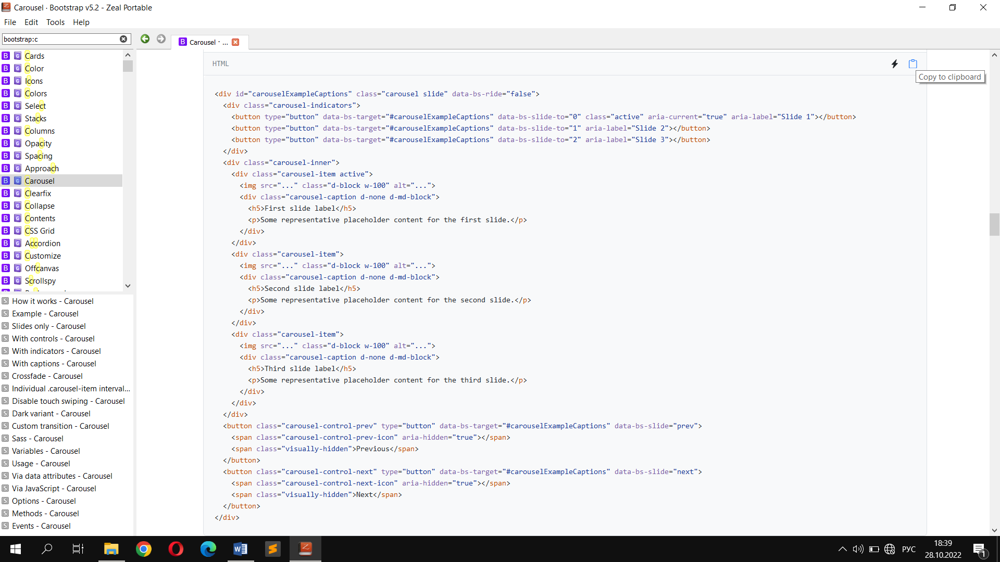 Carousel · Bootstrap v5.2 - Zeal Portable
File Edit Tools Help
bootstrap:c
Carousel · ...
Cards
Color
Icons
Colors
Select
Stacks
Columns
Opacity
Spacing
Approach
Carousel
Clearfix
Collapse
Contents
CSS Grid
Accordion
Customize
Offcanvas
Scrollspy
How it works - Carousel
Example - Carousel
Slides only - Carousel
With controls - Carousel
With indicators - Carousel
With captions - Carousel
Crossfade - Carousel
Individual .carousel-item interval...
Disable touch swiping - Carousel
Dark variant - Carousel
Custom transition - Carousel
Sass - Carousel
Variables - Carousel
Usage - Carousel
Via data attributes - Carousel
Via JavaScript - Carousel
Options - Carousel
Methods - Carousel
Events - Carousel
HTML
Copy to clipboard
<div id="carouselExampleCaptions" class="carousel slide" data-bs-ride="false">
  <div class="carousel-indicators">
    <button type="button" data-bs-target="#carouselExampleCaptions" data-bs-slide-to="0" class="active" aria-current="true" aria-label="Slide 1"></button>
    <button type="button" data-bs-target="#carouselExampleCaptions" data-bs-slide-to="1" aria-label="Slide 2"></button>
    <button type="button" data-bs-target="#carouselExampleCaptions" data-bs-slide-to="2" aria-label="Slide 3"></button>
  </div>
  <div class="carousel-inner">
    <div class="carousel-item active">
      <img src="..." class="d-block w-100" alt="...">
      <div class="carousel-caption d-none d-md-block">
        <h5>First slide label</h5>
        <p>Some representative placeholder content for the first slide.</p>
      </div>
    </div>
    <div class="carousel-item">
      <img src="..." class="d-block w-100" alt="...">
      <div class="carousel-caption d-none d-md-block">
        <h5>Second slide label</h5>
        <p>Some representative placeholder content for the second slide.</p>
      </div>
    </div>
    <div class="carousel-item">
      <img src="..." class="d-block w-100" alt="...">
      <div class="carousel-caption d-none d-md-block">
        <h5>Third slide label</h5>
        <p>Some representative placeholder content for the third slide.</p>
      </div>
    </div>
  </div>
  <button class="carousel-control-prev" type="button" data-bs-target="#carouselExampleCaptions" data-bs-slide="prev">
    <span class="carousel-control-prev-icon" aria-hidden="true"></span>
    <span class="visually-hidden">Previous</span>
  </button>
  <button class="carousel-control-next" type="button" data-bs-target="#carouselExampleCaptions" data-bs-slide="next">
    <span class="carousel-control-next-icon" aria-hidden="true"></span>
    <span class="visually-hidden">Next</span>
  </button>
</div>
РУС
18:39
28.10.2022
1